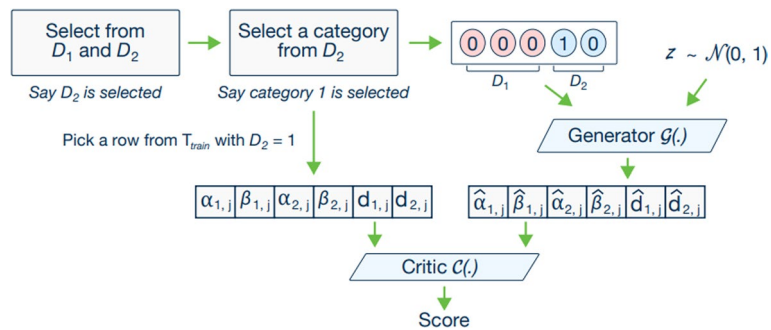 Select from
D₁ and D₂
Select a category
from D₂
0 0 0 1 0
D₁ D₂
z ~ 𝒩(0, 1)
Say D₂ is selected
Say category 1 is selected
Pick a row from T_train with D₂ = 1
Generator 𝒢(.)
α₁,ⱼ β₁,ⱼ α₂,ⱼ β₂,ⱼ d₁,ⱼ d₂,ⱼ
α̂₁,ⱼ β̂₁,ⱼ α̂₂,ⱼ β̂₂,ⱼ d̂₁,ⱼ d̂₂,ⱼ
Critic 𝒞(.)
Score